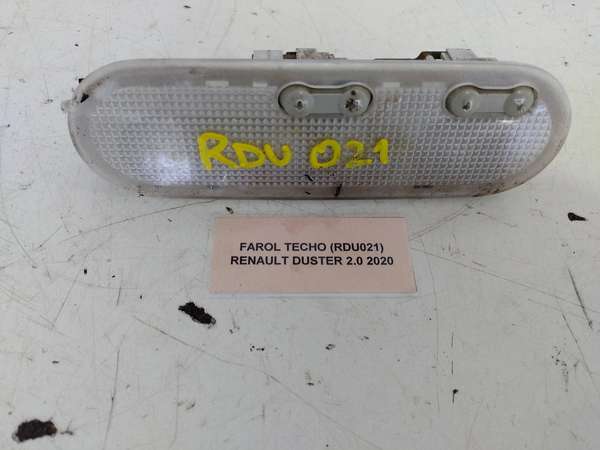 RDU 021
FAROL TECHO (RDU021)
RENAULT DUSTER 2.0 2020